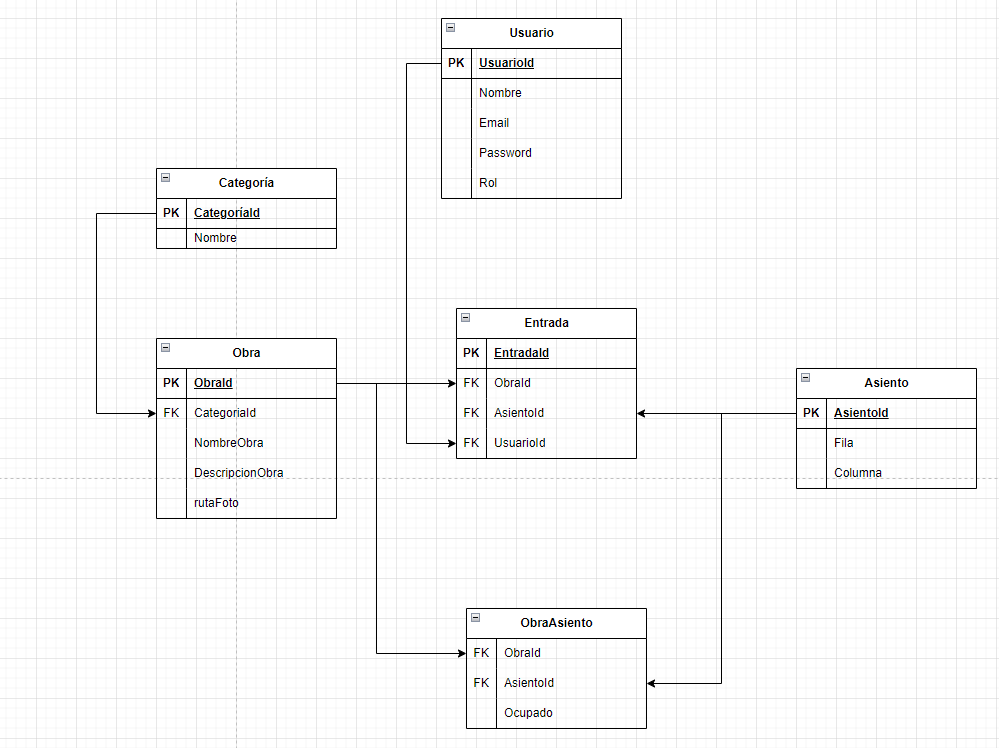 Usuario
PK UsuarioId
Nombre
Email
Password
Rol
Categoría
PK CategoríaId
Nombre
Obra
PK ObraId
FK CategoriaId
NombreObra
DescripcionObra
rutaFoto
Entrada
PK EntradaId
FK ObraId
FK AsientoId
FK UsuarioId
Asiento
PK AsientoId
Fila
Columna
ObraAsiento
FK ObraId
FK AsientoId
Ocupado